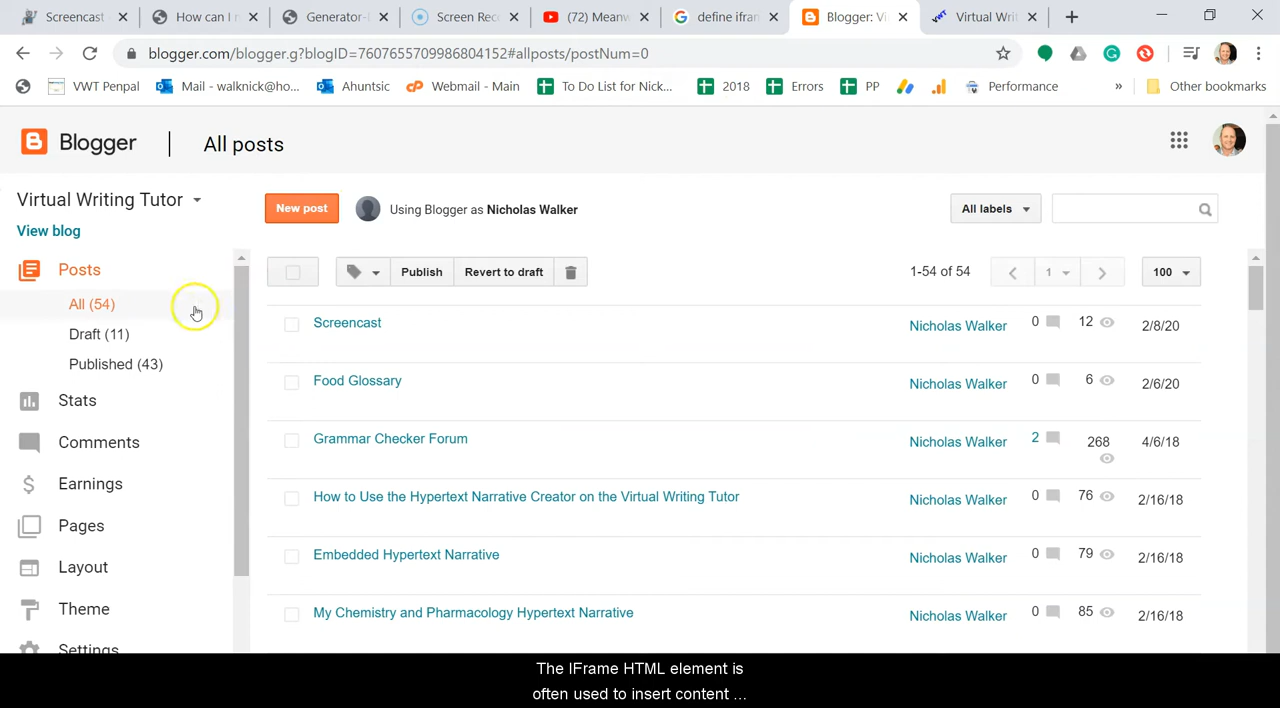 Screencast
How can I r
Generator-I
Screen Rec
(72) Meanw
define ifran
Blogger: Vi
Virtual Writ
blogger.com/blogger.g?blogID=7607655709986804152#allposts/postNum=0
VWT Penpal
Mail - walknick@ho...
Ahuntsic
Webmail - Main
To Do List for Nick...
2018
Errors
PP
Performance
»
Other bookmarks
Blogger | All posts
Virtual Writing Tutor
View blog
New post
Using Blogger as Nicholas Walker
All labels
Posts
All (54)
Draft (11)
Published (43)
Stats
Comments
Earnings
Pages
Layout
Theme
Settings
Publish
Revert to draft
1-54 of 54
1
100
Screencast Nicholas Walker 0 12 2/8/20
Food Glossary Nicholas Walker 0 6 2/6/20
Grammar Checker Forum Nicholas Walker 2 268 4/6/18
How to Use the Hypertext Narrative Creator on the Virtual Writing Tutor Nicholas Walker 0 76 2/16/18
Embedded Hypertext Narrative Nicholas Walker 0 79 2/16/18
My Chemistry and Pharmacology Hypertext Narrative Nicholas Walker 0 85 2/16/18
The IFrame HTML element is
often used to insert content ...